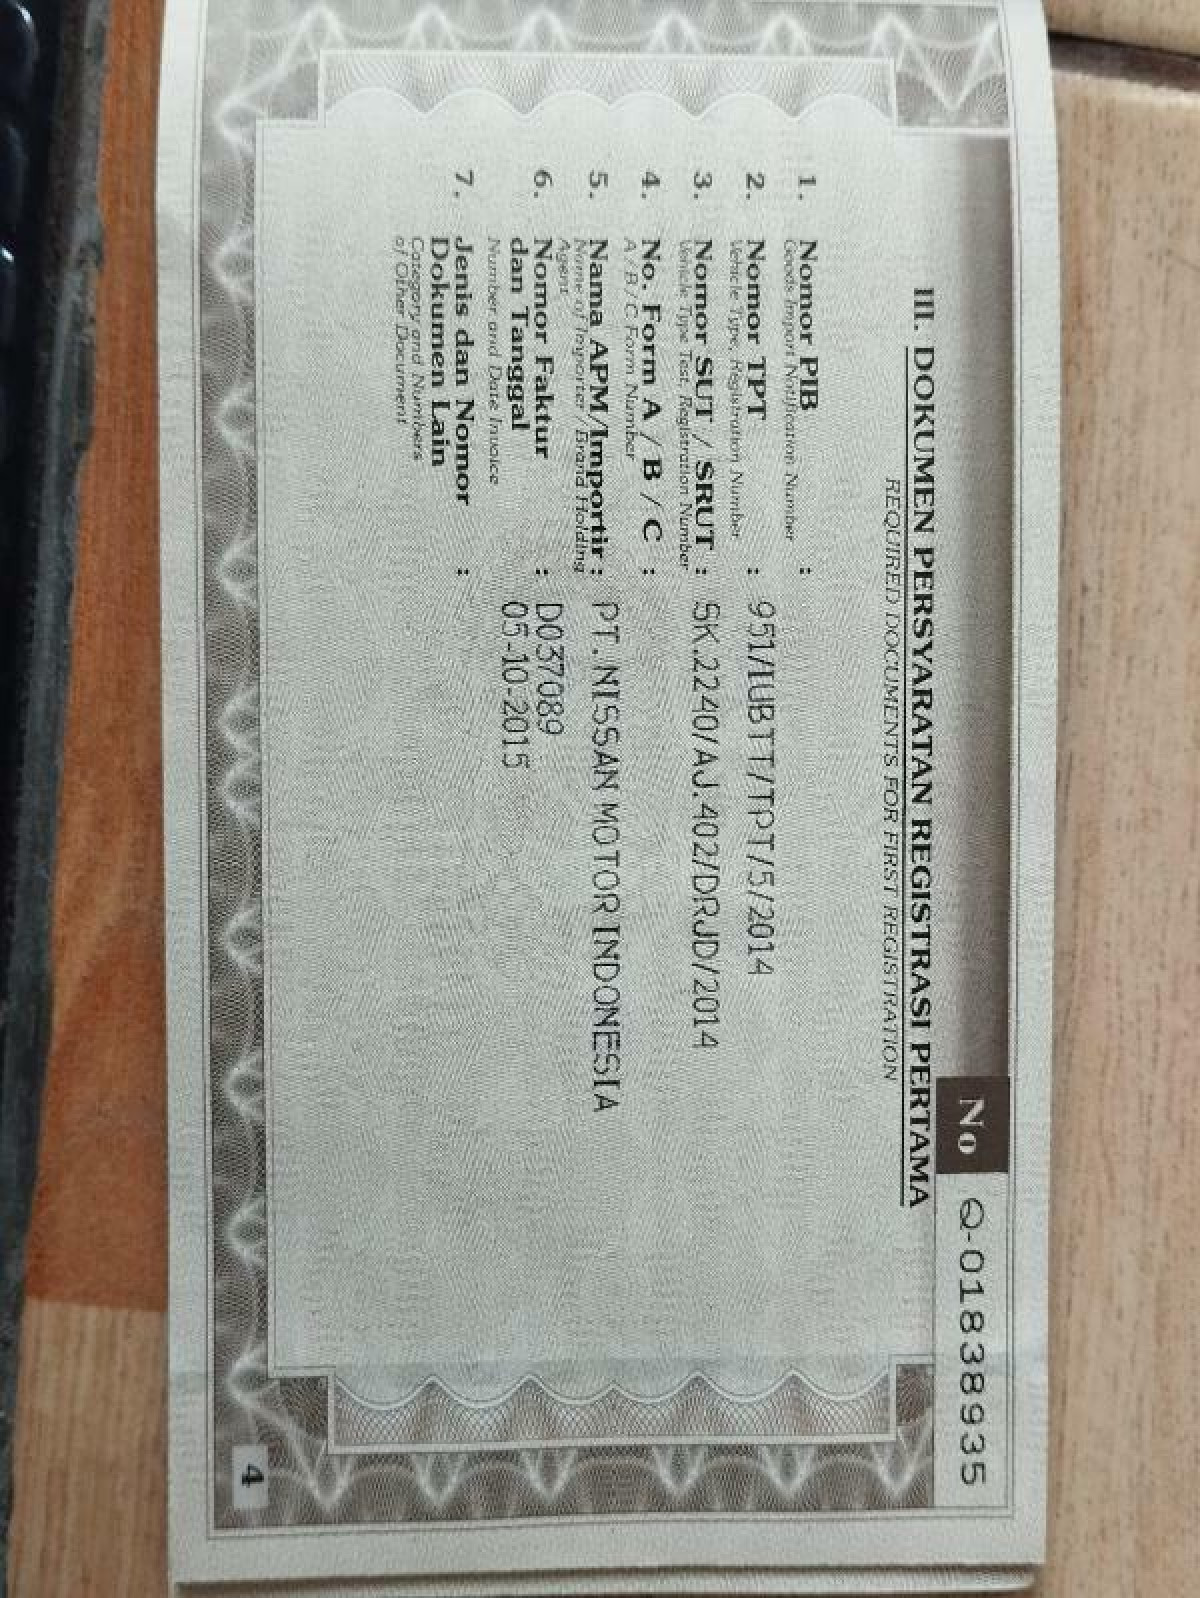 No Q-01838935
III. DOKUMEN PERSYARATAN REGISTRASI PERTAMA
REQUIRED DOCUMENTS FOR FIRST REGISTRATION
1. Nomor PIB :
Goods Import Notification Number
2. Nomor TPT : 951/IUBTT/TPT/5/2014
Vehicle Type, Registration Number
3. Nomor SUT / SRUT : SK.2240/AJ.402/DRJD/2014
Vehicle Type Test, Registration Number
4. No. Form A / B / C :
A / B / C Form Number
5. Nama APM/Importir : PT. NISSAN MOTOR INDONESIA
Name of Importer / Brand Holding
Agent
6. Nomor Faktur : D037089
dan Tanggal 05-10-2015
Number and Date Invoice
7. Jenis dan Nomor :
Dokumen Lain
Category and Numbers
of Other Document
4